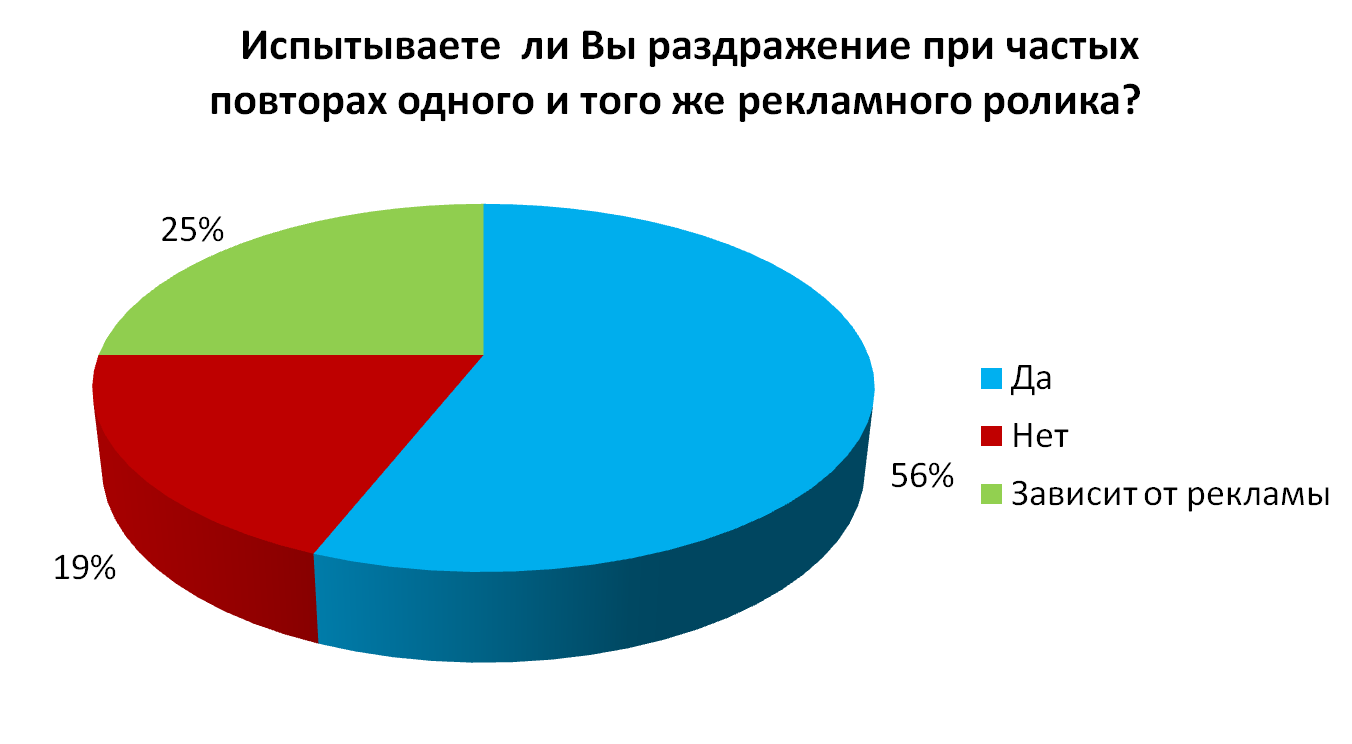 Испытываете  ли Вы раздражение при частых
повторах одного и того же рекламного ролика?
25%
56%
19%
Да
Нет
Зависит от рекламы